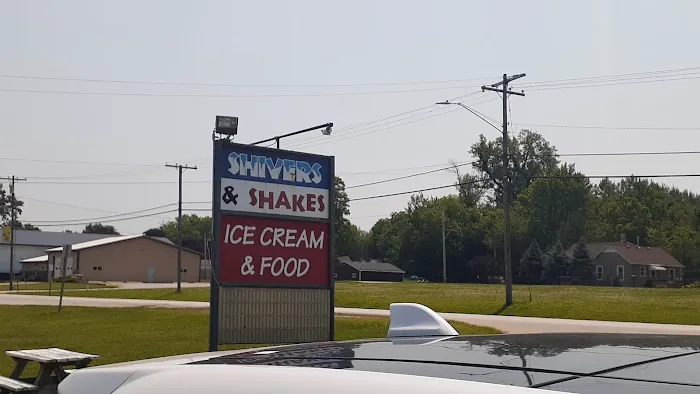 SHIVERS
& SHAKES
ICE CREAM
& FOOD